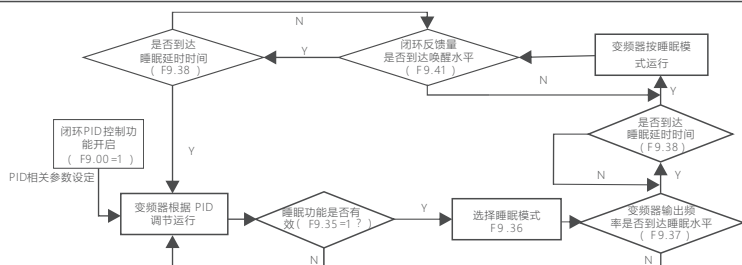 N
是否到达
睡眠延时时间
( F9.38 )
Y
闭环反馈量
是否到达唤醒水平
( F9.41 )
N
变频器按睡眠模
式运行
Y
是否到达
睡眠延时时间
( F9.38 )
N
Y
闭环PID控制功
能开启
( F9.00=1 )
PID相关参数设定
Y
变频器根据 PID
调节运行
睡眠功能是否有
效( F9.35=1 ? )
Y
N
选择睡眠模式
F9.36
变频器输出频
率是否到达睡眠水平
( F9.37 )
N